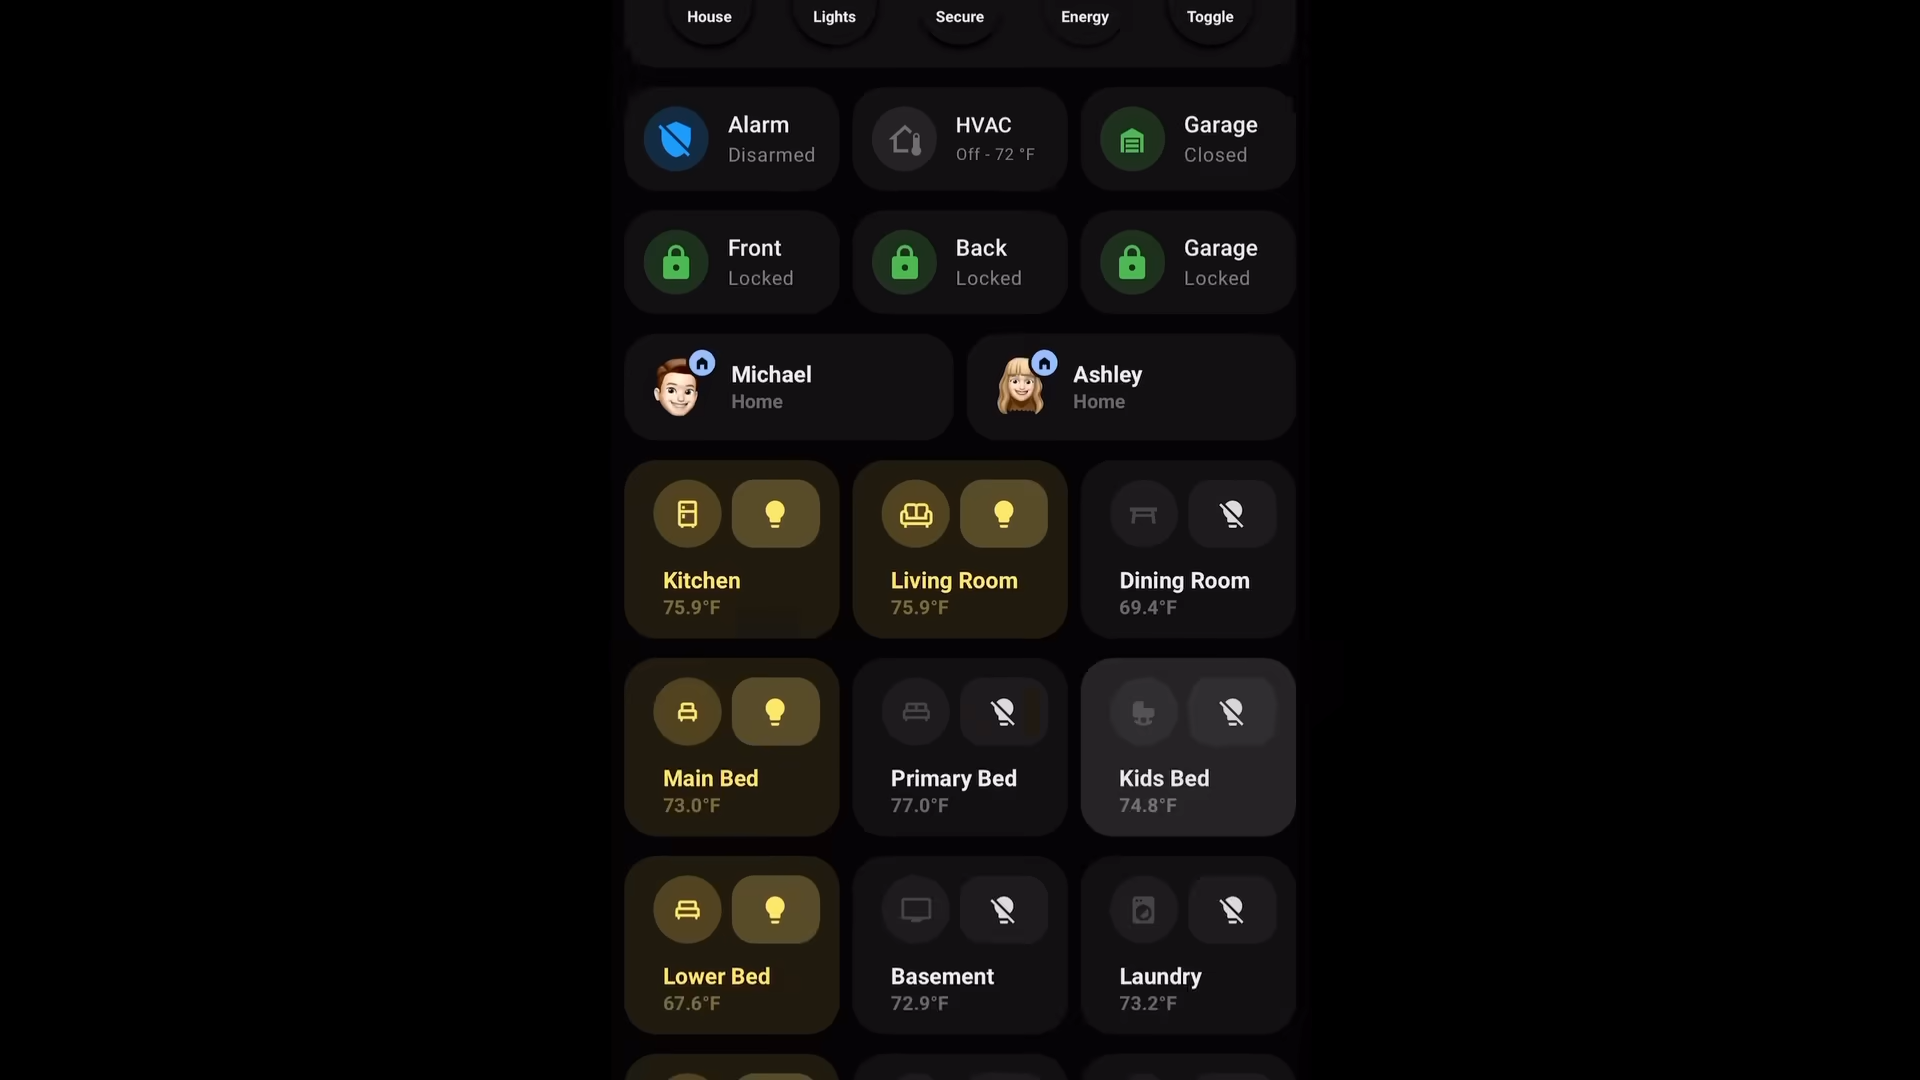 House Lights Secure Energy Toggle
Alarm
Disarmed
HVAC
Off - 72 °F
Garage
Closed
Front
Locked
Back
Locked
Garage
Locked
Michael
Home
Ashley
Home
Kitchen
75.9°F
Living Room
75.9°F
Dining Room
69.4°F
Main Bed
73.0°F
Primary Bed
77.0°F
Kids Bed
74.8°F
Lower Bed
67.6°F
Basement
72.9°F
Laundry
73.2°F